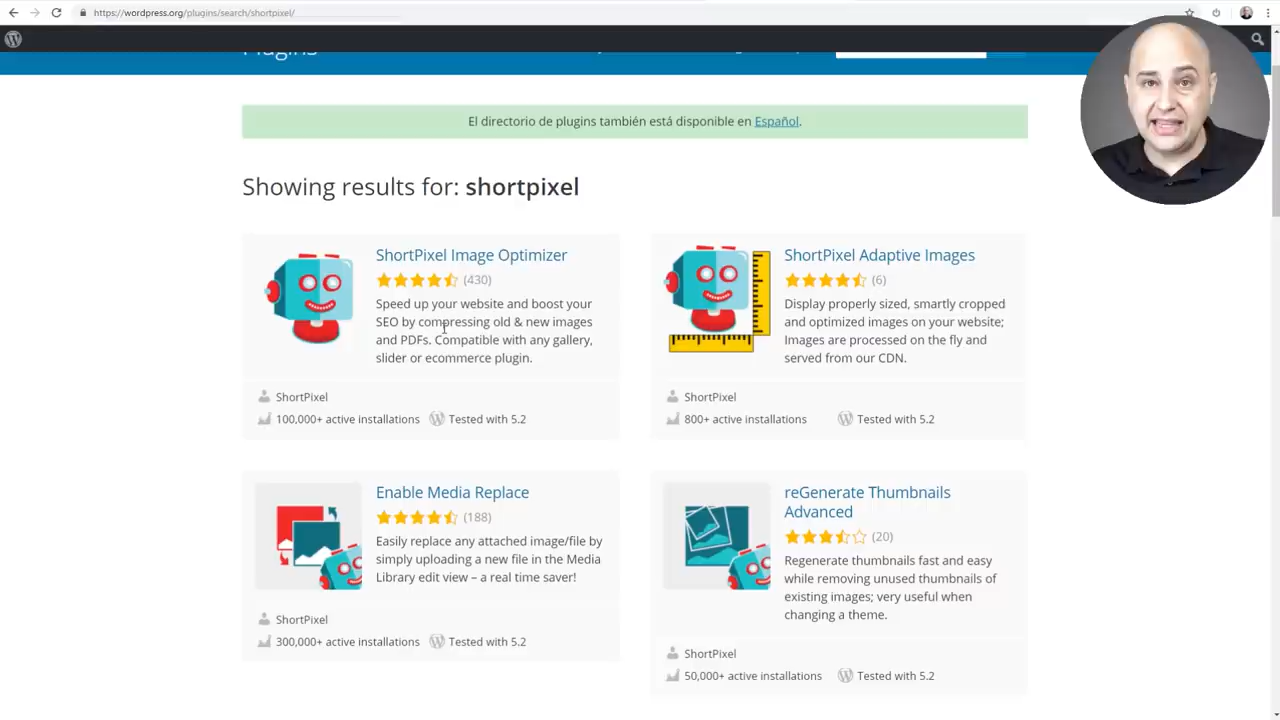 https://wordpress.org/plugins/search/shortpixel/
Plugins
El directorio de plugins también está disponible en Español.
Showing results for: shortpixel
ShortPixel Image Optimizer
(430)
Speed up your website and boost your
SEO by compressing old & new images
and PDFs. Compatible with any gallery,
slider or ecommerce plugin.
ShortPixel
100,000+ active installations
Tested with 5.2
ShortPixel Adaptive Images
(6)
Display properly sized, smartly cropped
and optimized images on your website;
Images are processed on the fly and
served from our CDN.
ShortPixel
800+ active installations
Tested with 5.2
Enable Media Replace
(188)
Easily replace any attached image/file by
simply uploading a new file in the Media
Library edit view – a real time saver!
ShortPixel
300,000+ active installations
Tested with 5.2
reGenerate Thumbnails
Advanced
(20)
Regenerate thumbnails fast and easy
while removing unused thumbnails of
existing images; very useful when
changing a theme.
ShortPixel
50,000+ active installations
Tested with 5.2